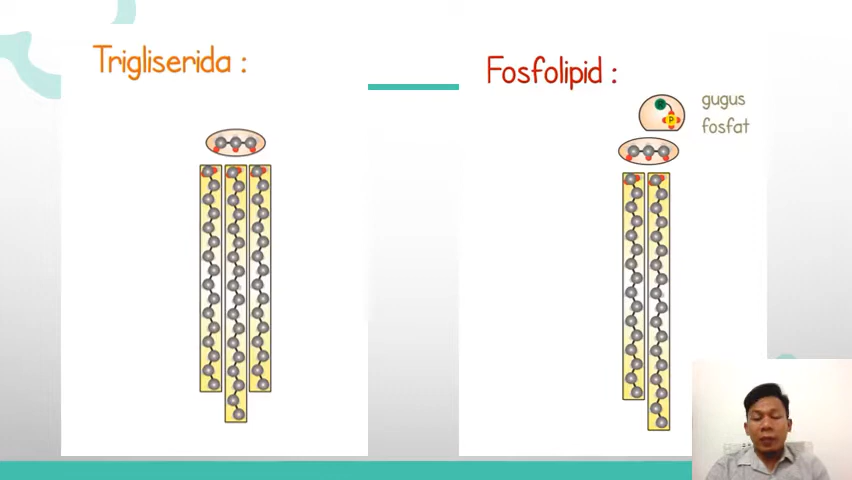 Trigliserida :
Fosfolipid :
gugus
fosfat
P